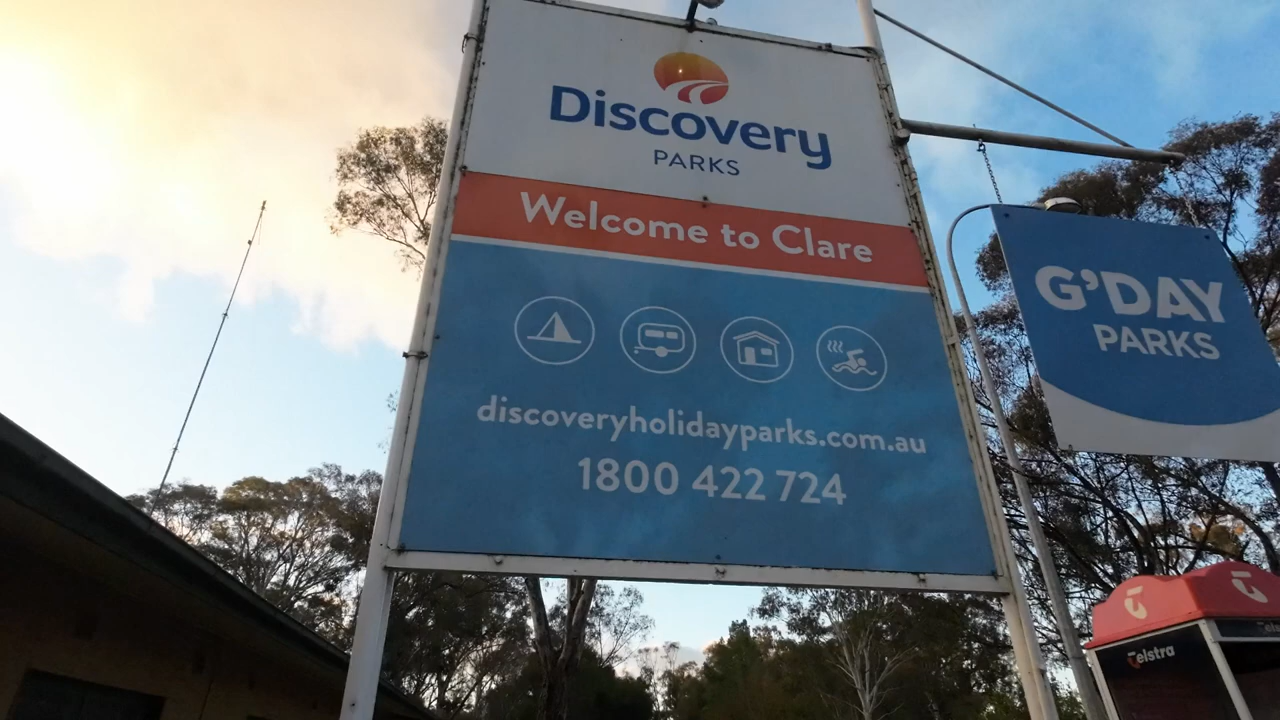 Discovery
PARKS
Welcome to Clare
discoveryholidayparks.com.au
1800 422 724
G'DAY
PARKS
Telstra